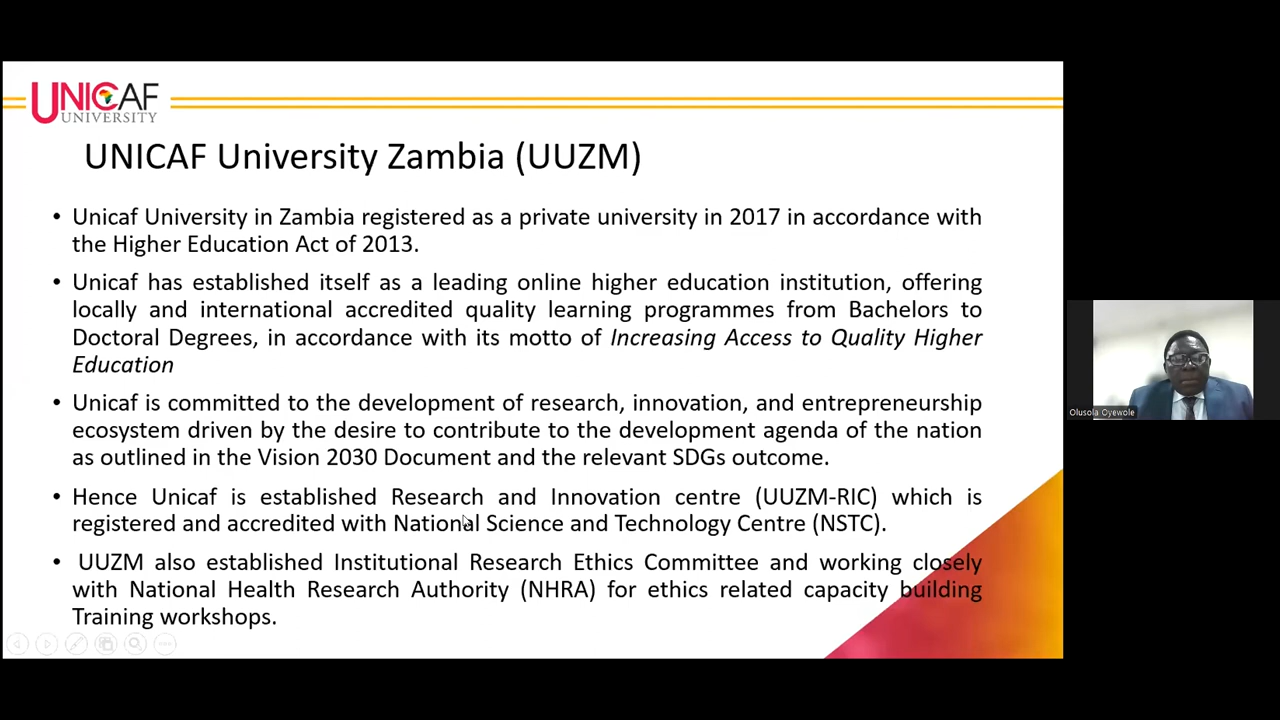 UNICAF
UNIVERSITY
UNICAF University Zambia (UUZM)
• Unicaf University in Zambia registered as a private university in 2017 in accordance with
the Higher Education Act of 2013.
• Unicaf has established itself as a leading online higher education institution, offering
locally and international accredited quality learning programmes from Bachelors to
Doctoral Degrees, in accordance with its motto of Increasing Access to Quality Higher
Education
• Unicaf is committed to the development of research, innovation, and entrepreneurship
ecosystem driven by the desire to contribute to the development agenda of the nation
as outlined in the Vision 2030 Document and the relevant SDGs outcome.
• Hence Unicaf is established Research and Innovation centre (UUZM-RIC) which is
registered and accredited with National Science and Technology Centre (NSTC).
• UUZM also established Institutional Research Ethics Committee and working closely
with National Health Research Authority (NHRA) for ethics related capacity building
Training workshops.
Olusola Oyewole